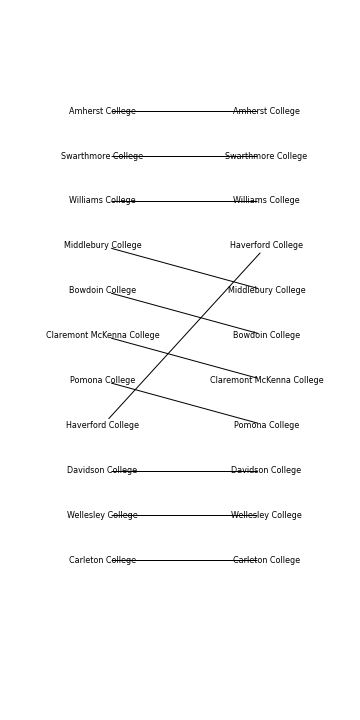 Amherst College Amherst College
Swarthmore College Swarthmore College
Williams College Williams College
Middlebury College Haverford College
Bowdoin College Middlebury College
Claremont McKenna College Bowdoin College
Pomona College Claremont McKenna College
Haverford College Pomona College
Davidson College Davidson College
Wellesley College Wellesley College
Carleton College Carleton College